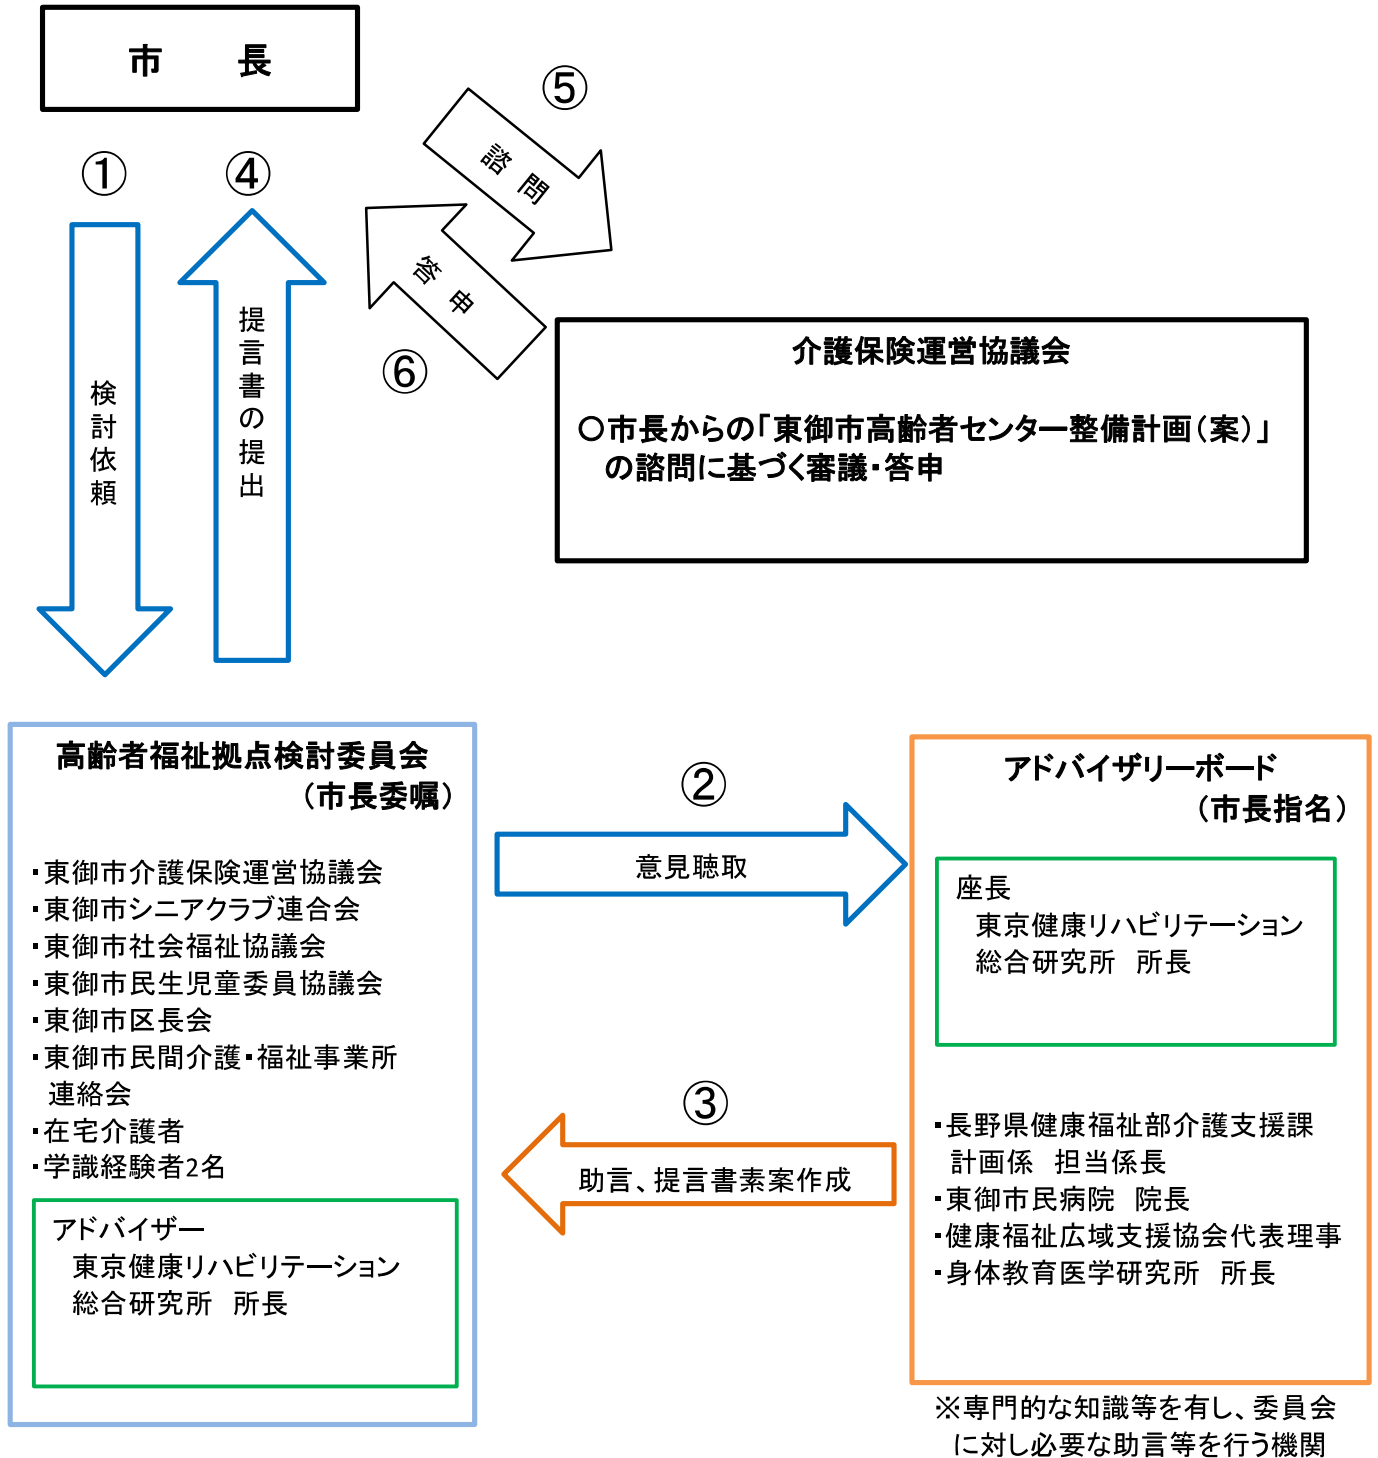 市　長
①
④
⑤
諮問
答申
⑥
検討依頼
提言書の提出
介護保険運営協議会
○市長からの「東御市高齢者センター整備計画（案）」
の諮問に基づく審議・答申
高齢者福祉拠点検討委員会
（市長委嘱）
・東御市介護保険運営協議会
・東御市シニアクラブ連合会
・東御市社会福祉協議会
・東御市民生児童委員協議会
・東御市区長会
・東御市民間介護・福祉事業所
連絡会
・在宅介護者
・学識経験者2名
アドバイザー
東京健康リハビリテーション
総合研究所　所長
②
意見聴取
③
助言、提言書素案作成
アドバイザリーボード
（市長指名）
座長
東京健康リハビリテーション
総合研究所　所長
・長野県健康福祉部介護支援課
計画係　担当係長
・東御市民病院　院長
・健康福祉広域支援協会代表理事
・身体教育医学研究所　所長
※専門的な知識等を有し、委員会
に対し必要な助言等を行う機関